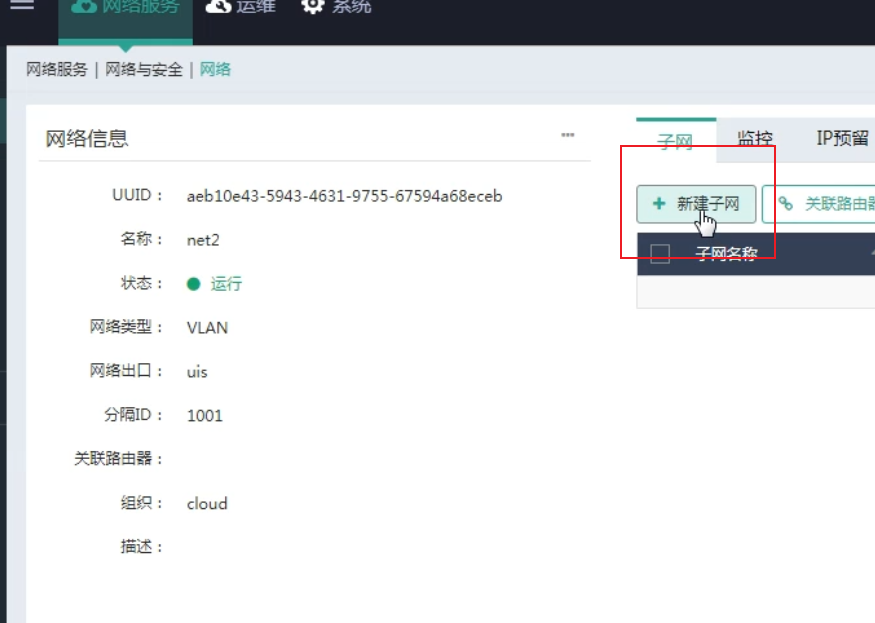 网络服务 运维 系统
网络服务 | 网络与安全 | 网络
网络信息
UUID： aeb10e43-5943-4631-9755-67594a68eceb
名称： net2
状态： 运行
网络类型： VLAN
网络出口： uis
分隔ID： 1001
关联路由器：
组织： cloud
描述：
子网 监控 IP预留
新建子网 关联路由器
子网名称